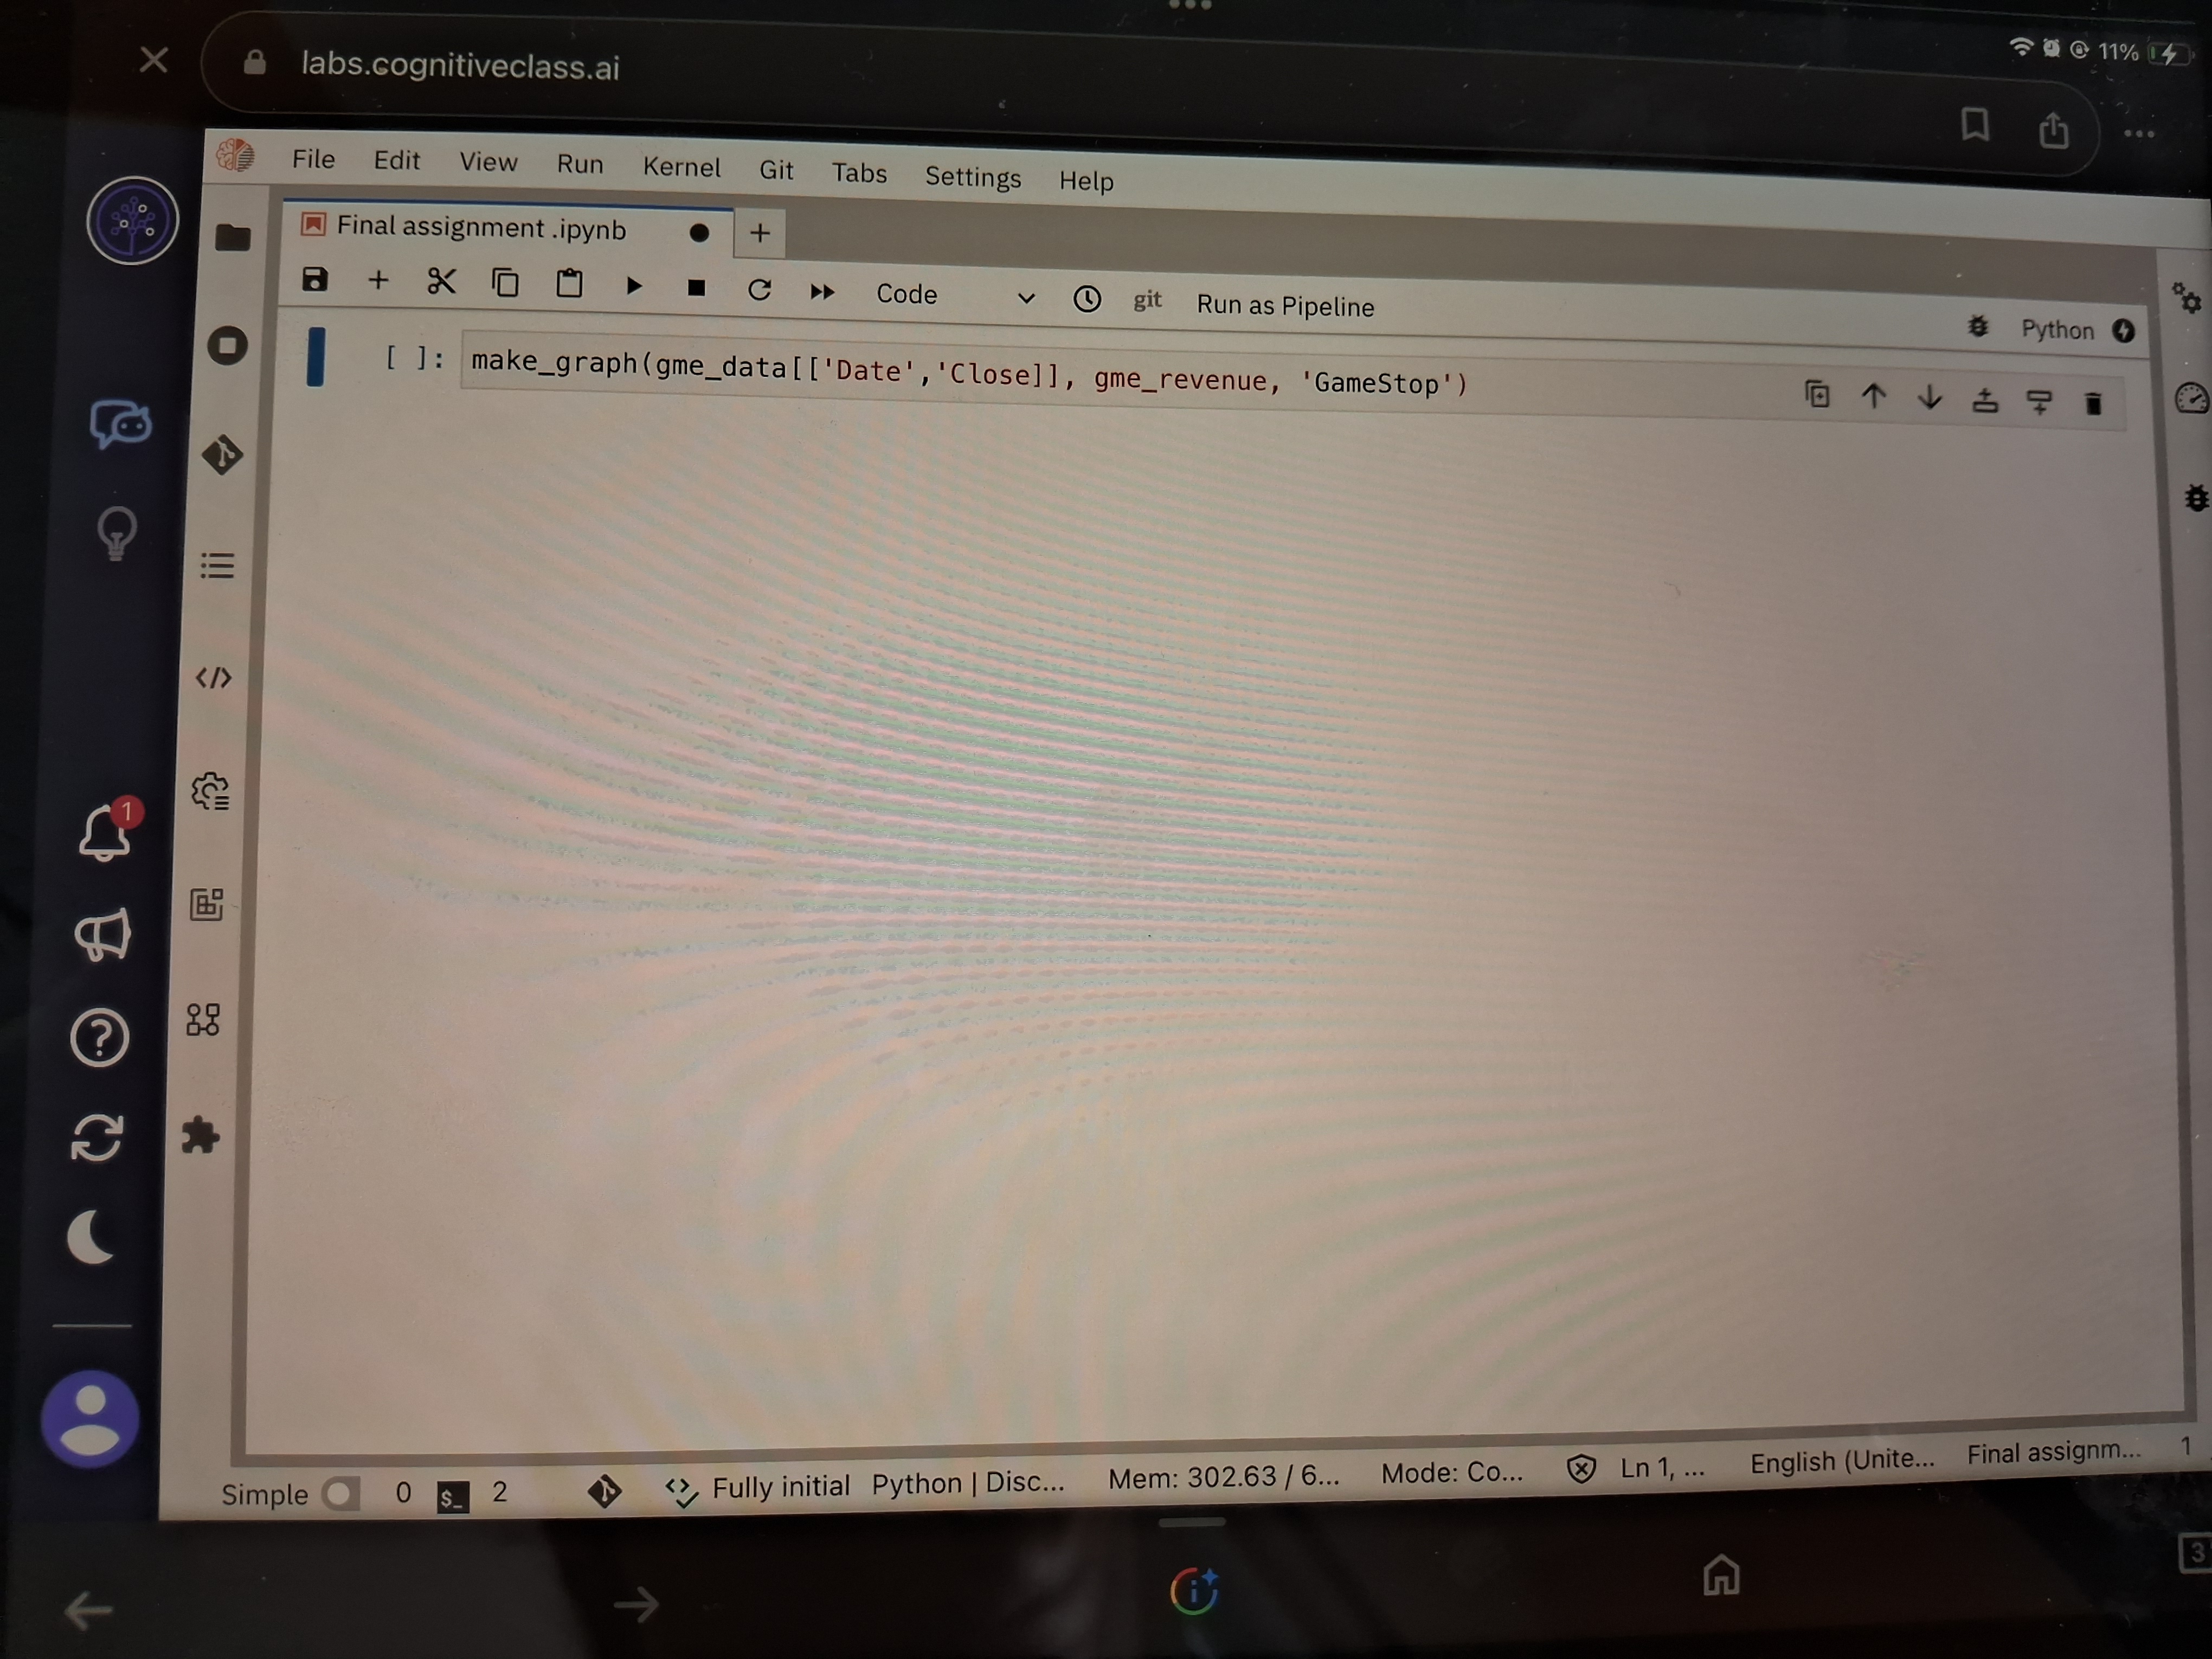 labs.cognitiveclass.ai
11%
File Edit View Run Kernel Git Tabs Settings Help
Final assignment .ipynb
Code git Run as Pipeline
Python
[ ]: make_graph(gme_data[['Date','Close]], gme_revenue, 'GameStop')
1
Simple 0 $_ 2 Fully initial Python | Disc... Mem: 302.63 / 6... Mode: Co... Ln 1, ... English (Unite... Final assignm... 1
3